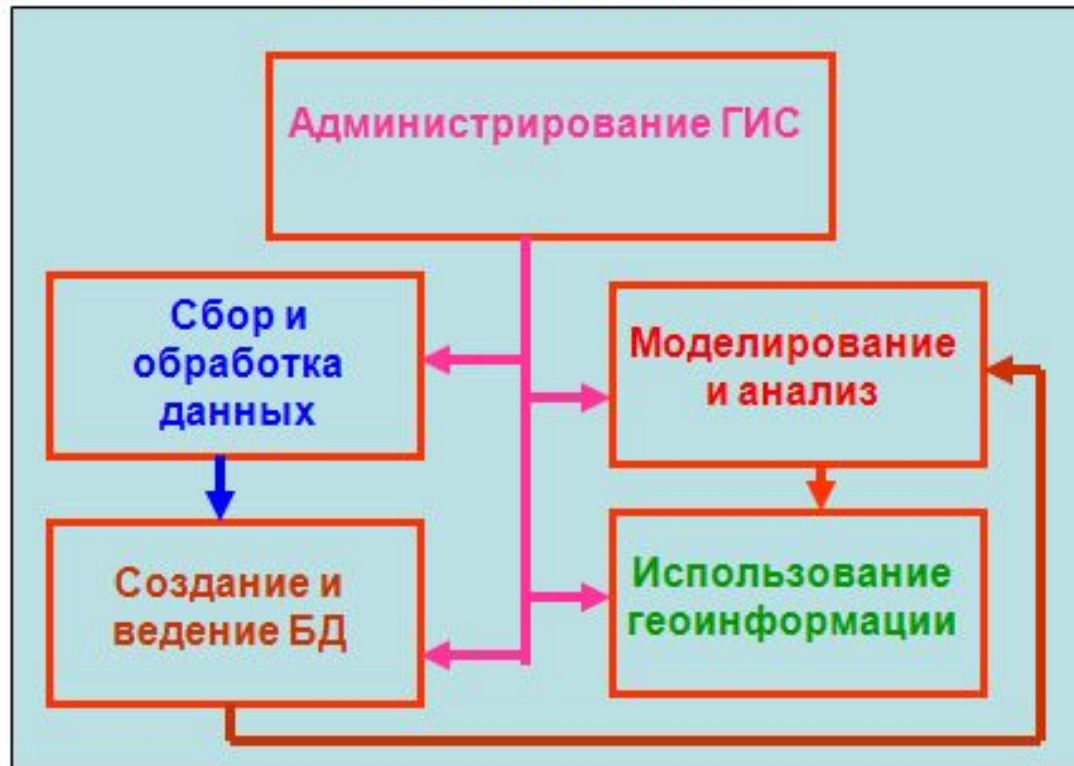 Администрирование ГИС
Сбор и
обработка
данных
Моделирование
и анализ
Создание и
ведение БД
Использование
геоинформации